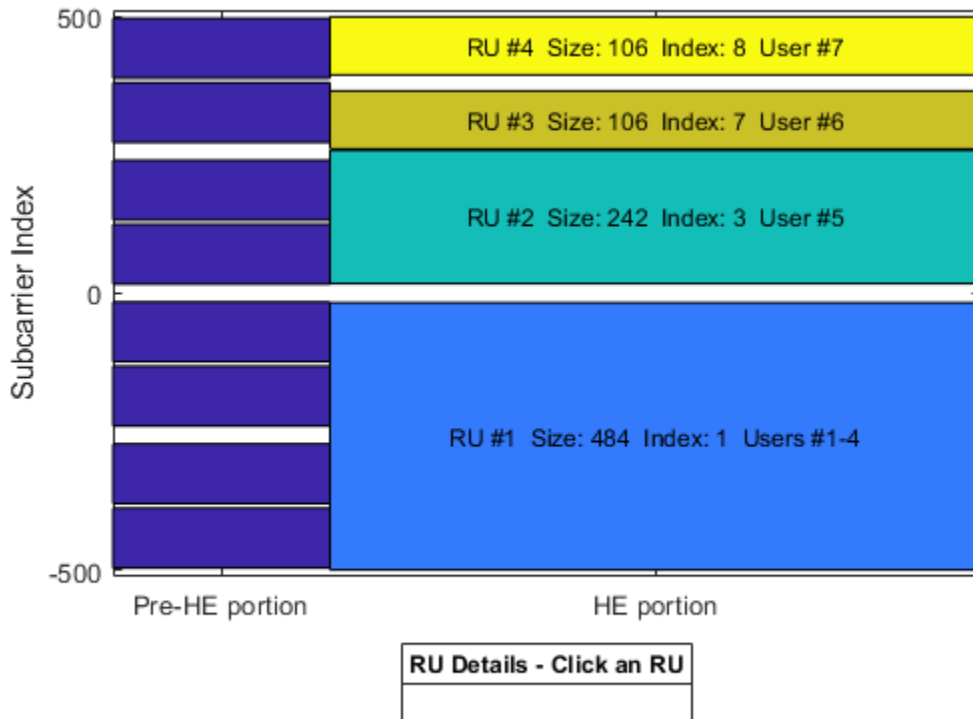 500
RU #4 Size: 106 Index: 8 User #7
RU #3 Size: 106 Index: 7 User #6
RU #2 Size: 242 Index: 3 User #5
Subcarrier Index
0
RU #1 Size: 484 Index: 1 Users #1-4
-500
Pre-HE portion
HE portion
RU Details - Click an RU